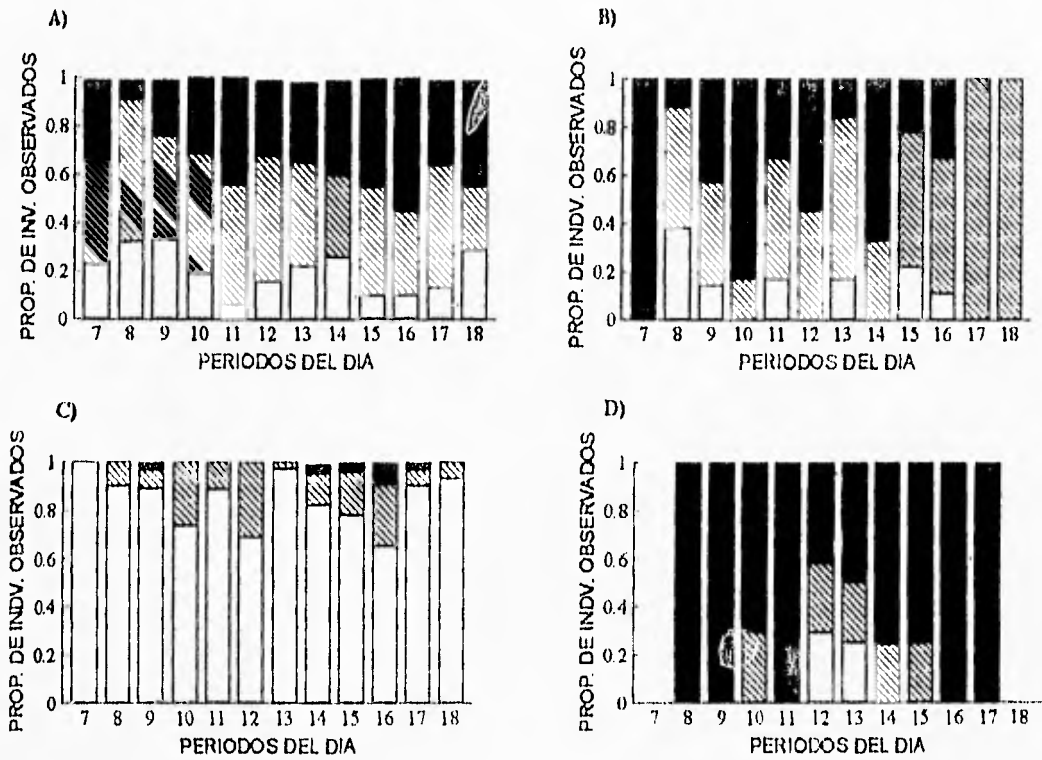 A)
PROP. DE INV. OBSERVADOS
1
0.8
0.6
0.4
0.2
0
7 8 9 10 11 12 13 14 15 16 17 18
PERIODOS DEL DIA
B)
PROP. DE INDV. OBSERVADOS
1
0.8
0.6
0.4
0.2
0
7 8 9 10 11 12 13 14 15 16 17 18
PERIODOS DEL DIA
C)
PROP. DE INDV. OBSERVADOS
1
0.8
0.6
0.4
0.2
0
7 8 9 10 11 12 13 14 15 16 17 18
PERIODOS DEL DIA
D)
PROP. DE INDV. OBSERVADOS
1
0.8
0.6
0.4
0.2
0
7 8 9 10 11 12 13 14 15 16 17 18
PERIODOS DEL DIA